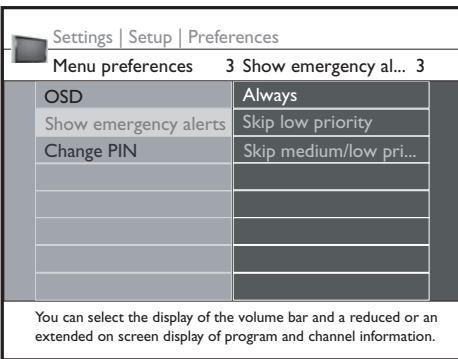 Settings | Setup | Preferences
Menu preferences 3 Show emergency al... 3
OSD Always
Show emergency alerts Skip low priority
Change PIN Skip medium/low pri...
You can select the display of the volume bar and a reduced or an
extended on screen display of program and channel information.